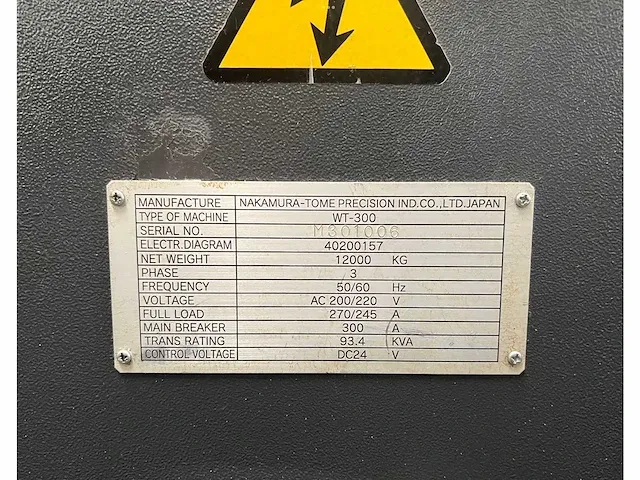 MANUFACTURE NAKAMURA-TOME PRECISION IND.CO.,LTD.JAPAN
TYPE OF MACHINE WT-300
SERIAL NO. M301006
ELECTR.DIAGRAM 40200157
NET WEIGHT 12000 KG
PHASE 3
FREQUENCY 50/60 Hz
VOLTAGE AC 200/220 V
FULL LOAD 270/245 A
MAIN BREAKER 300 A
TRANS RATING 93.4 KVA
CONTROL VOLTAGE DC24 V